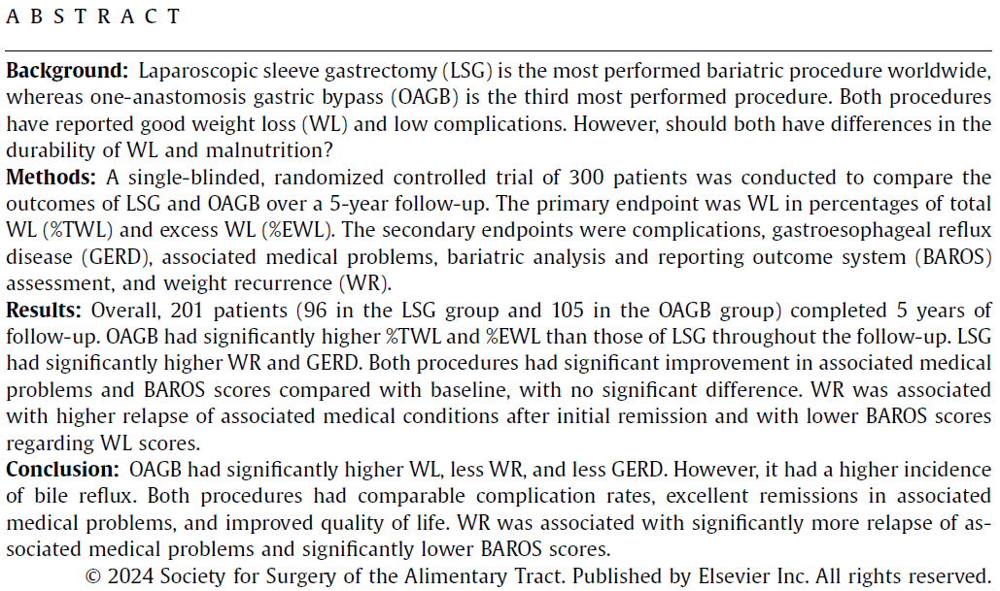 A B S T R A C T
Background: Laparoscopic sleeve gastrectomy (LSG) is the most performed bariatric procedure worldwide,
whereas one-anastomosis gastric bypass (OAGB) is the third most performed procedure. Both procedures
have reported good weight loss (WL) and low complications. However, should both have differences in the
durability of WL and malnutrition?
Methods: A single-blinded, randomized controlled trial of 300 patients was conducted to compare the
outcomes of LSG and OAGB over a 5-year follow-up. The primary endpoint was WL in percentages of total
WL (%TWL) and excess WL (%EWL). The secondary endpoints were complications, gastroesophageal reflux
disease (GERD), associated medical problems, bariatric analysis and reporting outcome system (BAROS)
assessment, and weight recurrence (WR).
Results: Overall, 201 patients (96 in the LSG group and 105 in the OAGB group) completed 5 years of
follow-up. OAGB had significantly higher %TWL and %EWL than those of LSG throughout the follow-up. LSG
had significantly higher WR and GERD. Both procedures had significant improvement in associated medical
problems and BAROS scores compared with baseline, with no significant difference. WR was associated
with higher relapse of associated medical conditions after initial remission and with lower BAROS scores
regarding WL scores.
Conclusion: OAGB had significantly higher WL, less WR, and less GERD. However, it had a higher incidence
of bile reflux. Both procedures had comparable complication rates, excellent remissions in associated
medical problems, and improved quality of life. WR was associated with significantly more relapse of as-
sociated medical problems and significantly lower BAROS scores.
© 2024 Society for Surgery of the Alimentary Tract. Published by Elsevier Inc. All rights reserved.